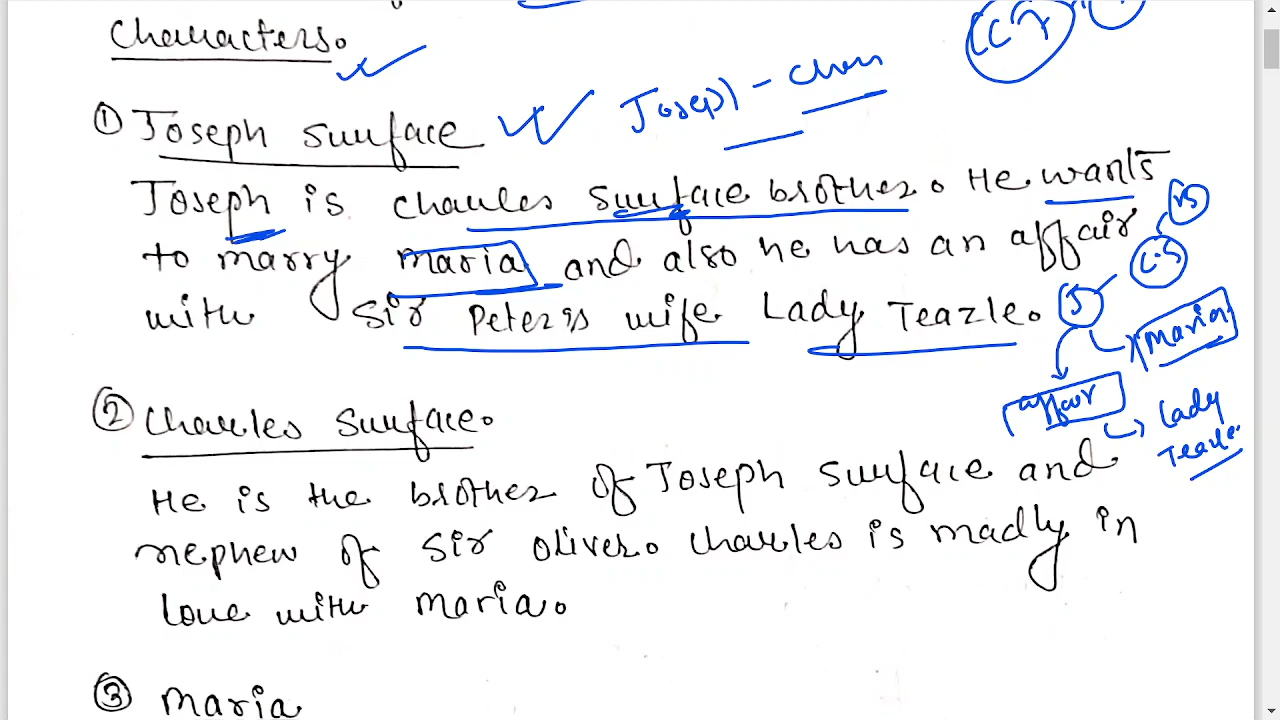 Characters.
Joseph - Char
① Joseph Surface
Joseph is Charles Surface brother. He wants
to marry Maria and also he has an affair
with Sir Peter's wife Lady Teazle.
C.S
J
Maria
affair
Lady
Teazle.
② Charles Surface.
He is the brother of Joseph Surface and
nephew of Sir Oliver. Charles is madly in
love with Maria.
③ Maria